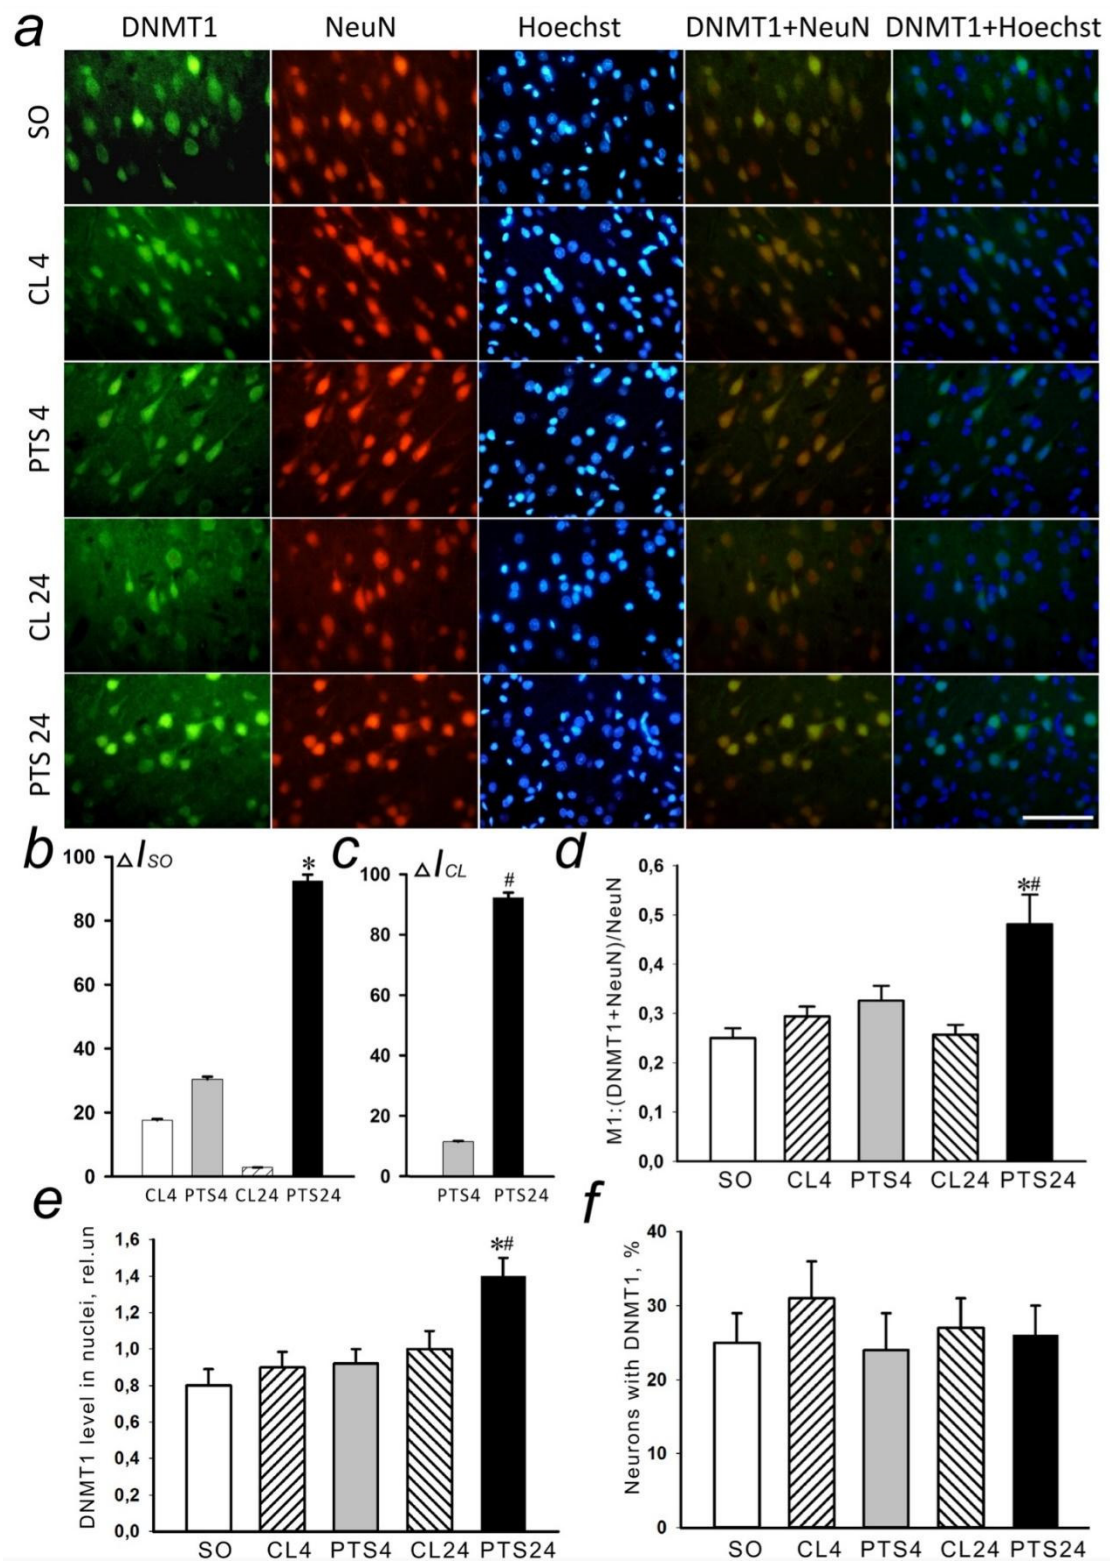 a
DNMT1 NeuN Hoechst DNMT1+NeuN DNMT1+Hoechst
SO
CL 4
PTS 4
CL 24
PTS 24
b
△I SO
100
80
60
40
20
0
CL4 PTS4 CL24 PTS24
*
c
△I CL
100
80
60
40
20
0
PTS4 PTS24
#
d
M1:(DNMT1+NeuN)/NeuN
0,6
0,5
0,4
0,3
0,2
0,1
0,0
SO CL4 PTS4 CL24 PTS24
*#
e
DNMT1 level in nuclei, rel.un
1,6
1,4
1,2
1,0
0,8
0,6
0,4
0,2
0,0
SO CL4 PTS4 CL24 PTS24
*#
f
Neurons with DNMT1, %
40
30
20
10
0
SO CL4 PTS4 CL24 PTS24